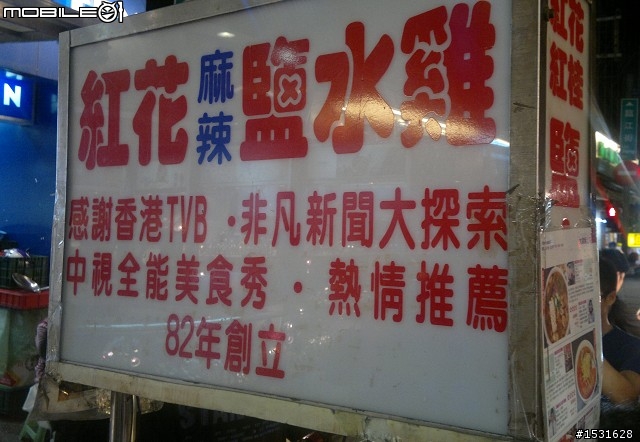 MOBILE01
N
紅花麻辣鹽水雞
感謝香港TVB・非凡新聞大探索
中視全能美食秀・熱情推薦
82年創立
紅花
紅
鹽
#1531628